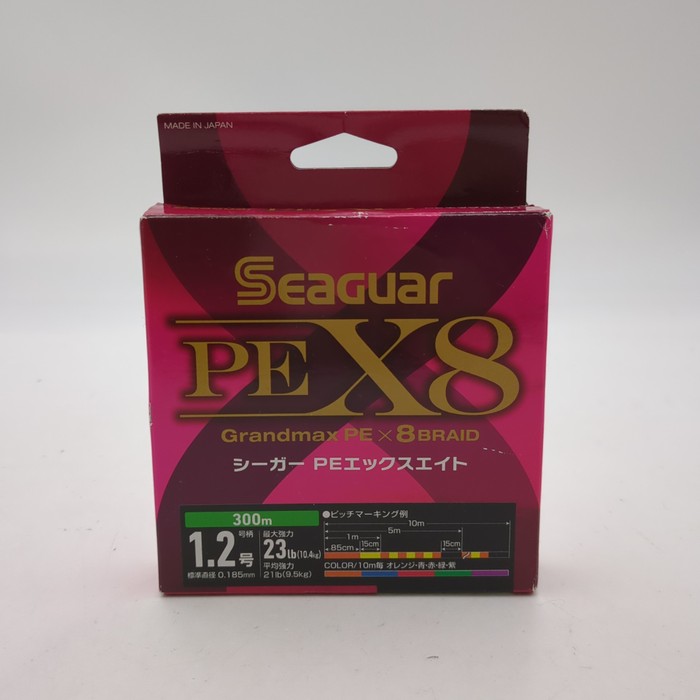 MADE IN JAPAN
SEAGUAR
PE X8
Grandmax PE×8BRAID
シーガー PEエックスエイト
300m
1.2号
号柄
標準直径 0.185mm
最大強力
23lb(10.4kg)
平均強力
21lb(9.5kg)
●ピッチマーキング例
10m
5m
1m
85cm
15cm
15cm
COLOR/10m毎 オレンジ・青・赤・緑・紫